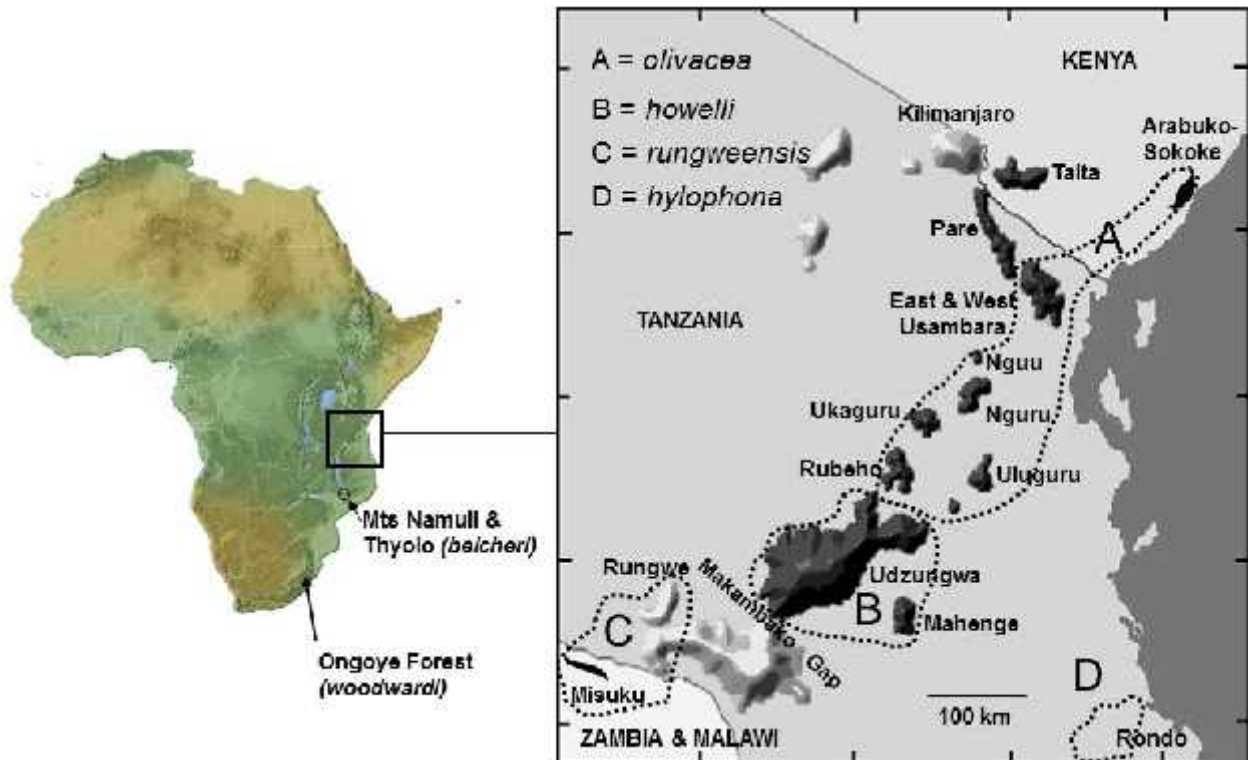 Mts Namuli &
Thyolo (belcheri)
Ongoye Forest
(woodwardi)
A = olivacea
B = howelli
C = rungweensis
D = hylophona
KENYA
Kilimanjaro
Arabuko-
Sokoke
Taita
Pare
A
East & West
Usambara
TANZANIA
Nguu
Ukaguru
Nguru
Rubeho
Uluguru
Udzungwa
Rungwe
Makambako Gap
B
Mahenge
C
D
Misuku
100 km
ZAMBIA & MALAWI
Rondo